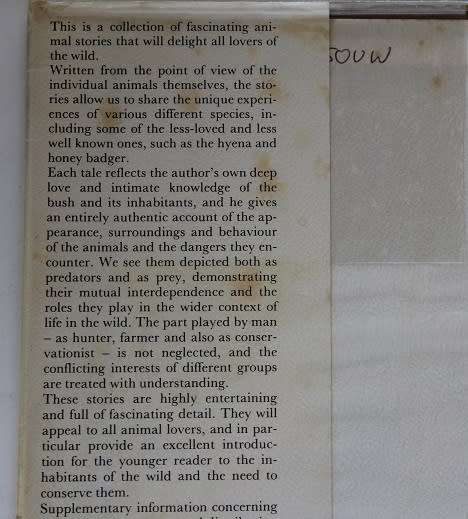 This is a collection of fascinating ani-
mal stories that will delight all lovers of
the wild.
Written from the point of view of the
individual animals themselves, the sto-
ries allow us to share the unique experi-
ences of various different species, in-
cluding some of the less-loved and less
well known ones, such as the hyena and
honey badger.
Each tale reflects the author's own deep
love and intimate knowledge of the
bush and its inhabitants, and he gives
an entirely authentic account of the ap-
pearance, surroundings and behaviour
of the animals and the dangers they en-
counter. We see them depicted both as
predators and as prey, demonstrating
their mutual interdependence and the
roles they play in the wider context of
life in the wild. The part played by man
– as hunter, farmer and also as conser-
vationist – is not neglected, and the
conflicting interests of different groups
are treated with understanding.
These stories are highly entertaining
and full of fascinating detail. They will
appeal to all animal lovers, and in par-
ticular provide an excellent introduc-
tion for the younger reader to the in-
habitants of the wild and the need to
conserve them.
Supplementary information concerning
OUW